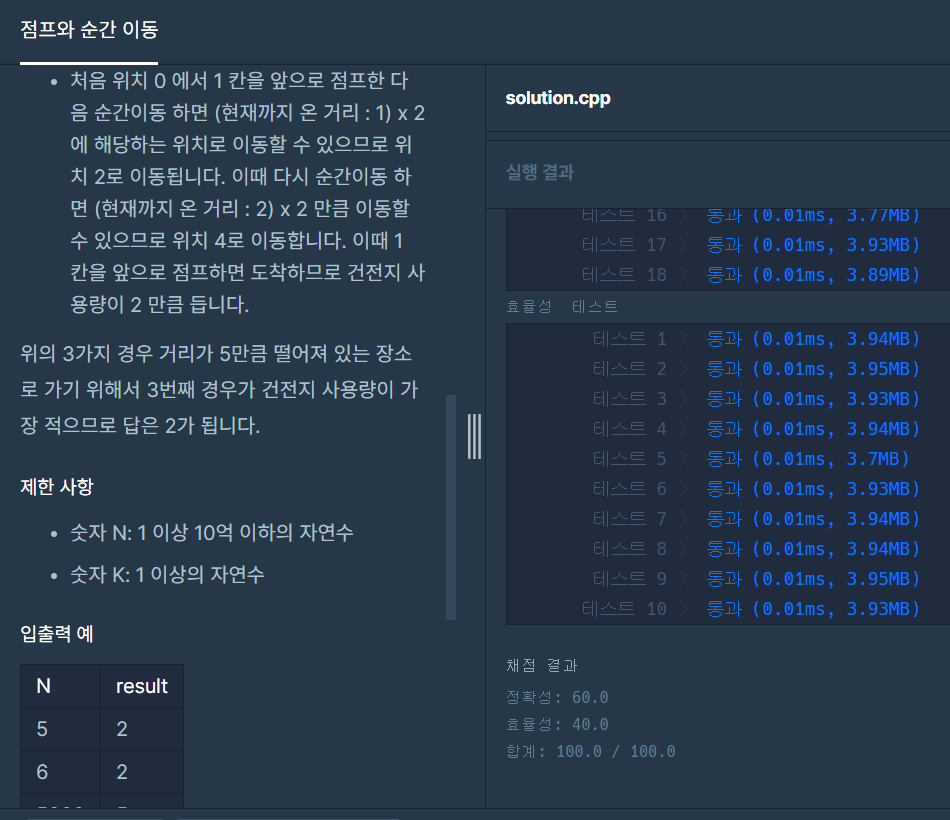 점프와 순간 이동
• 처음 위치 0 에서 1 칸을 앞으로 점프한 다
음 순간이동 하면 (현재까지 온 거리 : 1) x 2
에 해당하는 위치로 이동할 수 있으므로 위
치 2로 이동됩니다. 이때 다시 순간이동 하
면 (현재까지 온 거리 : 2) x 2 만큼 이동할
수 있으므로 위치 4로 이동합니다. 이때 1
칸을 앞으로 점프하면 도착하므로 건전지 사
용량이 2 만큼 듭니다.
위의 3가지 경우 거리가 5만큼 떨어져 있는 장소
로 가기 위해서 3번째 경우가 건전지 사용량이 가
장 적으므로 답은 2가 됩니다.
제한 사항
• 숫자 N: 1 이상 10억 이하의 자연수
• 숫자 K: 1 이상의 자연수
입출력 예
N result
5 2
6 2
solution.cpp
실행 결과
테스트 16 〉 통과 (0.01ms, 3.77MB)
테스트 17 〉 통과 (0.01ms, 3.93MB)
테스트 18 〉 통과 (0.01ms, 3.89MB)
효율성 테스트
테스트 1 〉 통과 (0.01ms, 3.94MB)
테스트 2 〉 통과 (0.01ms, 3.95MB)
테스트 3 〉 통과 (0.01ms, 3.93MB)
테스트 4 〉 통과 (0.01ms, 3.94MB)
테스트 5 〉 통과 (0.01ms, 3.7MB)
테스트 6 〉 통과 (0.01ms, 3.93MB)
테스트 7 〉 통과 (0.01ms, 3.94MB)
테스트 8 〉 통과 (0.01ms, 3.94MB)
테스트 9 〉 통과 (0.01ms, 3.95MB)
테스트 10 〉 통과 (0.01ms, 3.93MB)
채점 결과
정확성: 60.0
효율성: 40.0
합계: 100.0 / 100.0